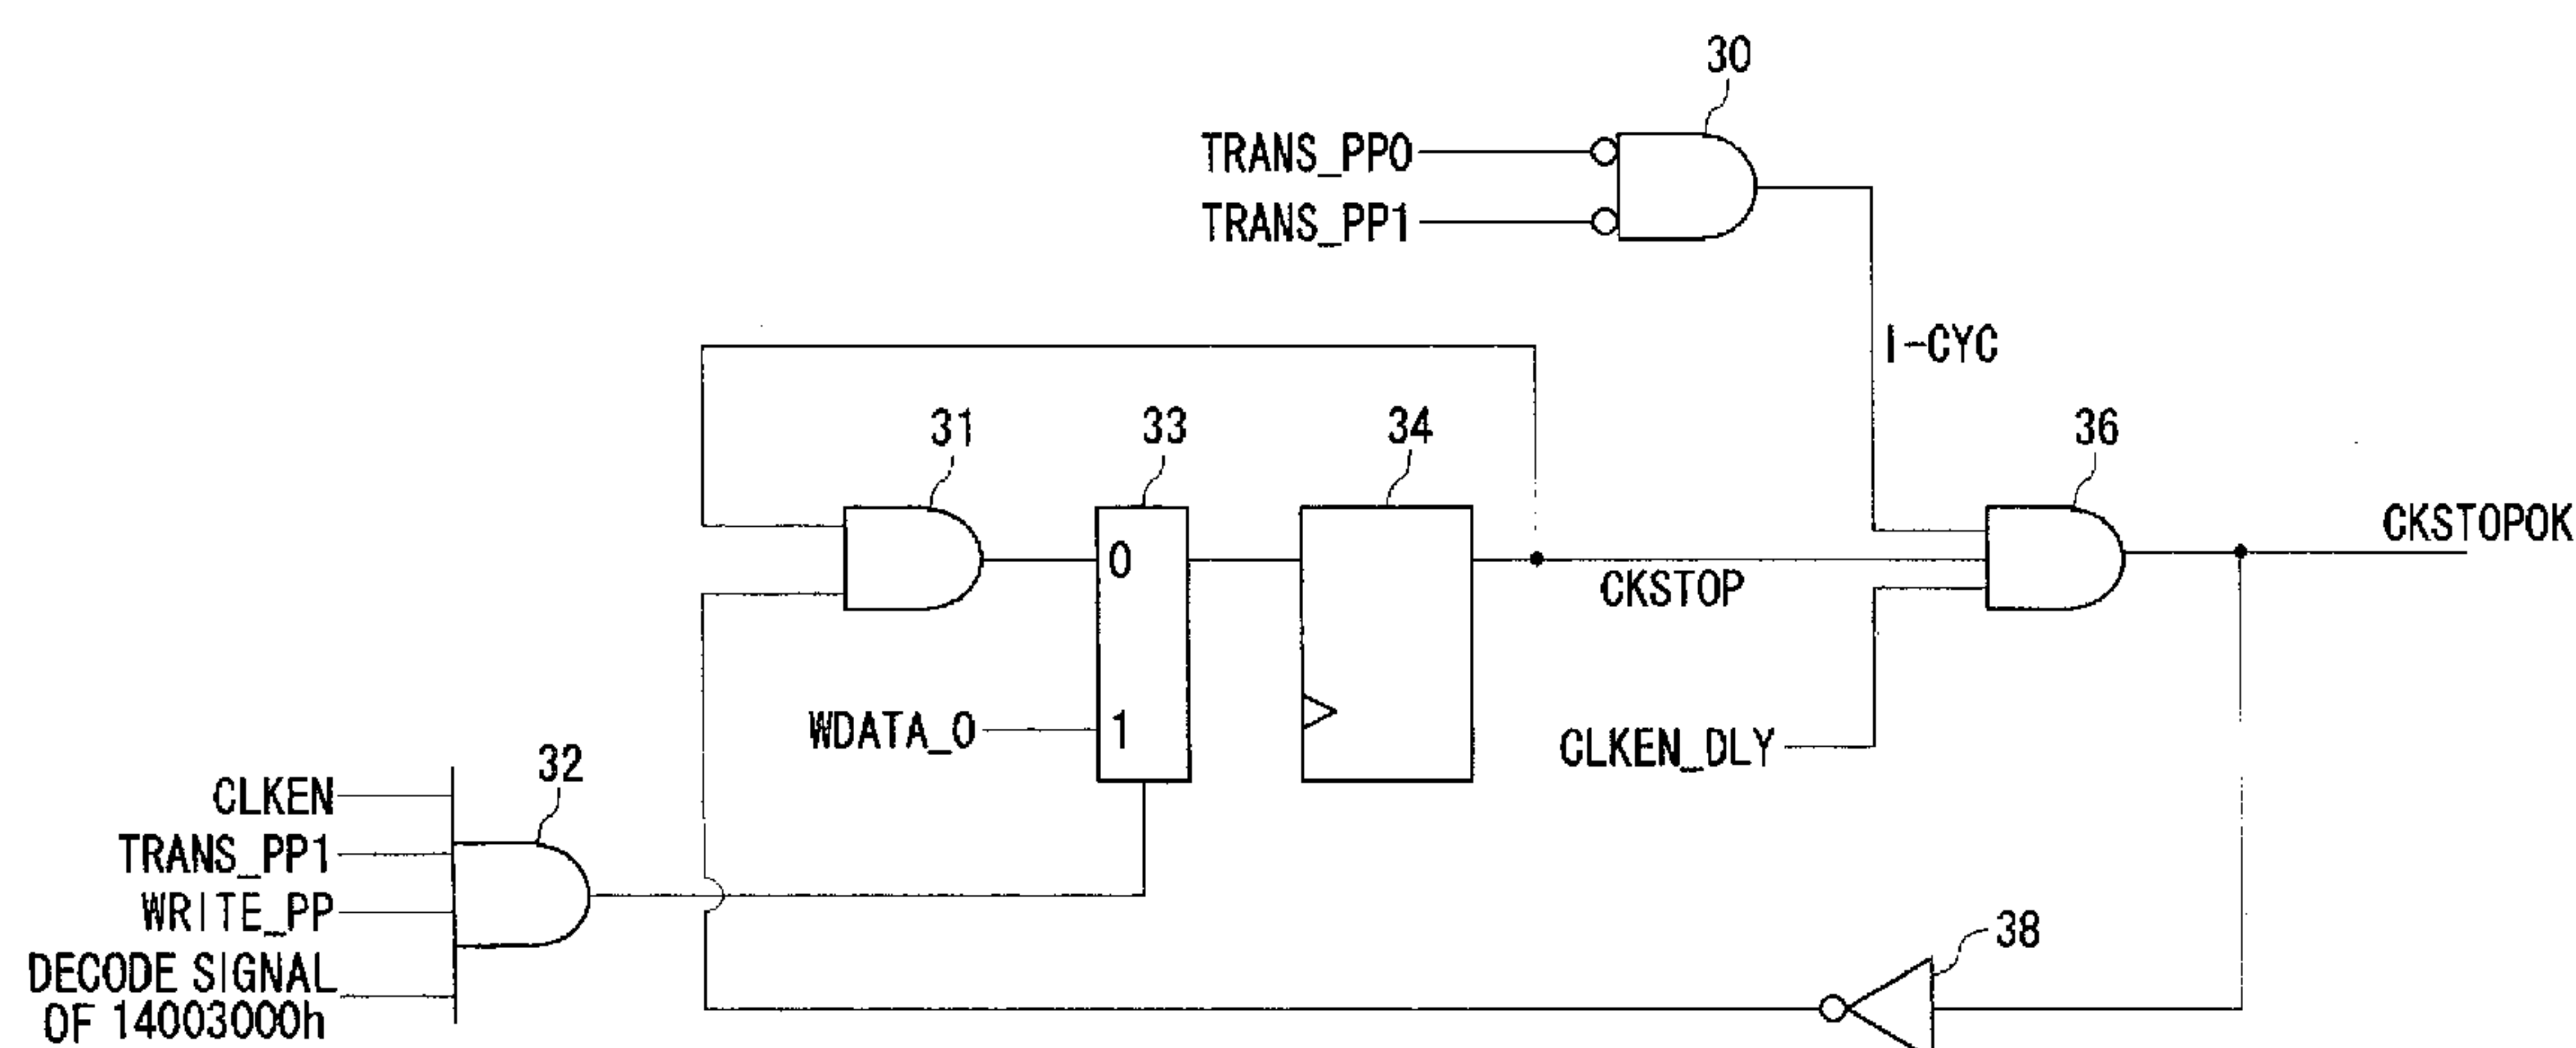 30
TRANS_PP0
TRANS_PP1
I-CYC
31
33
34
36
0
CKSTOP
CKSTOPOK
WDATA_0
1
CLKEN_DLY
32
CLKEN
TRANS_PP1
WRITE_PP
DECODE SIGNAL
OF 14003000h
38